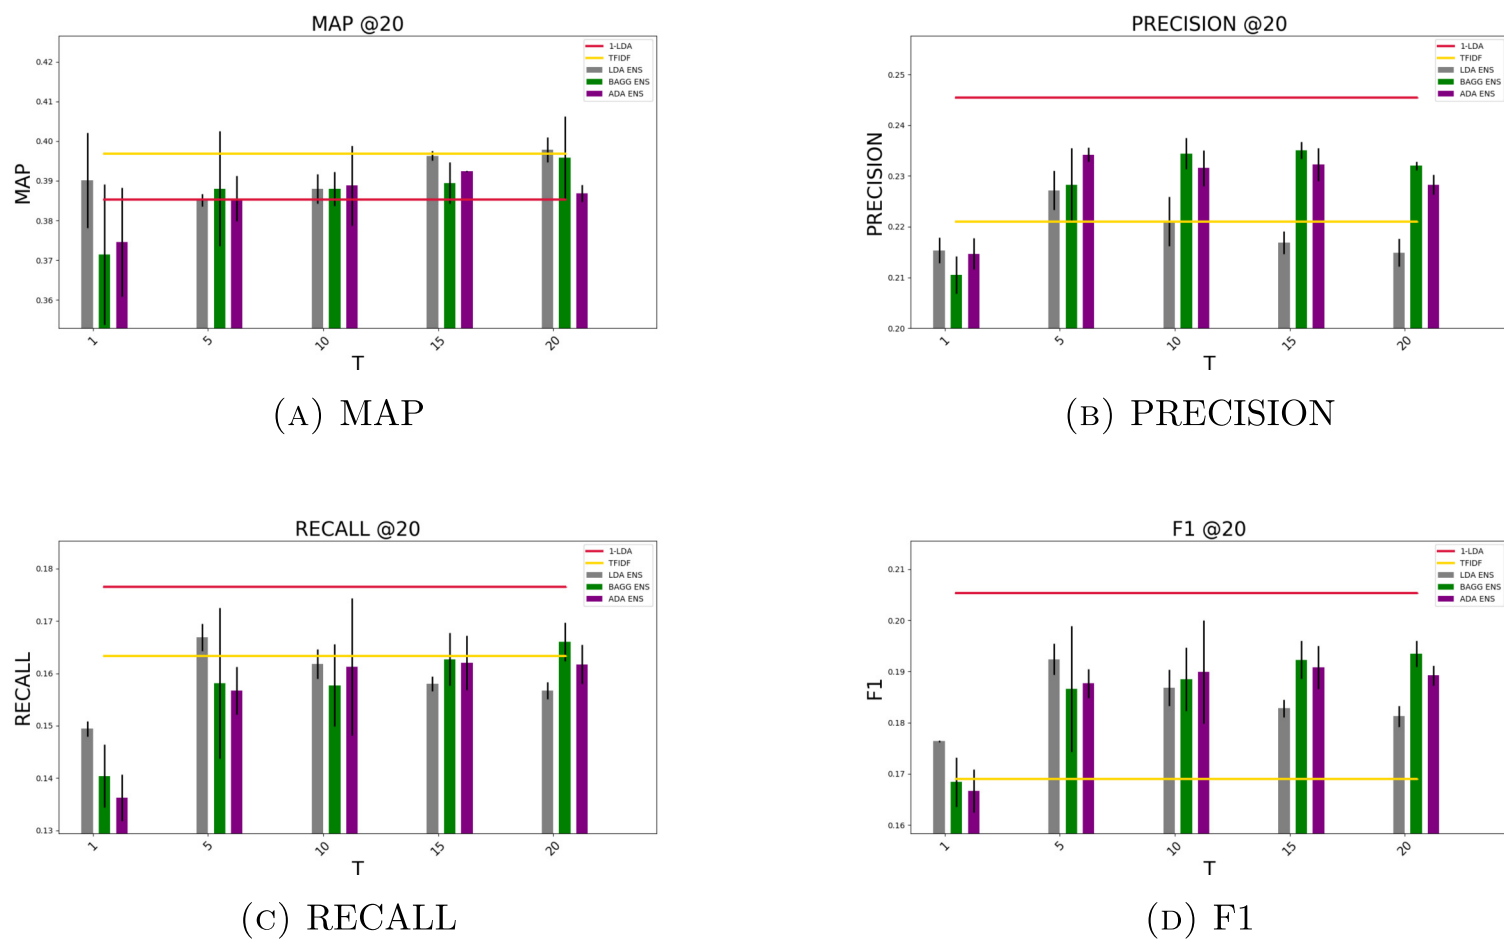 MAP @20
0.42
0.41
0.40
0.39
0.38
0.37
0.36
MAP
1-LDA
TFIDF
LDA ENS
BAGG ENS
ADA ENS
1
5
10
15
20
T
(A) MAP
PRECISION @20
0.25
0.24
0.23
0.22
0.21
0.20
PRECISION
1-LDA
TFIDF
LDA ENS
BAGG ENS
ADA ENS
1
5
10
15
20
T
(B) PRECISION
RECALL @20
0.18
0.17
0.16
0.15
0.14
0.13
RECALL
1-LDA
TFIDF
LDA ENS
BAGG ENS
ADA ENS
1
5
10
15
20
T
(C) RECALL
F1 @20
0.21
0.20
0.19
0.18
0.17
0.16
F1
1-LDA
TFIDF
LDA ENS
BAGG ENS
ADA ENS
1
5
10
15
20
T
(D) F1